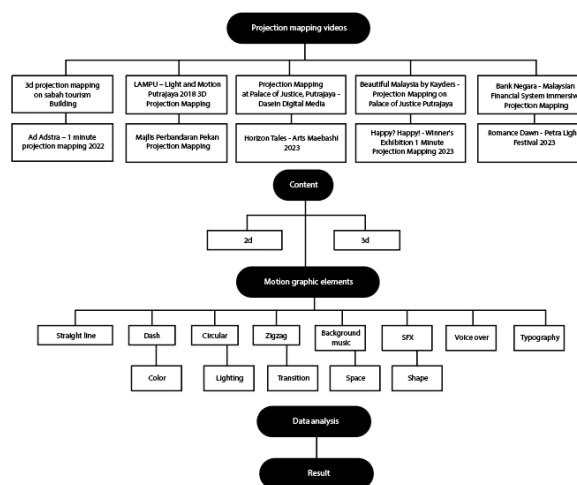 Projection mapping videos
3d projection mapping
on sabah tourism
Building
LAMPU – Light and Motion
Putrajaya 2018 3D
Projection Mapping
Projection Mapping
at Palace of Justice, Putrajaya -
Dasein Digital Media
Beautiful Malaysia by Kayders -
Projection Mapping on
Palace of Justice Putrajaya
Bank Negara - Malaysian
Financial System Immersiv
Projection Mapping
Ad Adstra – 1 minute
projection mapping 2022
Majlis Perbandaran Pekan
Projection Mapping
Horizon Tales - Arts Maebashi
2023
Happy? Happy! - Winner's
Exhibition 1 Minute
Projection Mapping 2023
Romance Dawn - Petra Ligh
Festival 2023
Content
2d
3d
Motion graphic elements
Straight line
Dash
Circular
Zigzag
Background
music
SFX
Voice over
Typography
Color
Lighting
Transition
Space
Shape
Data analysis
Result